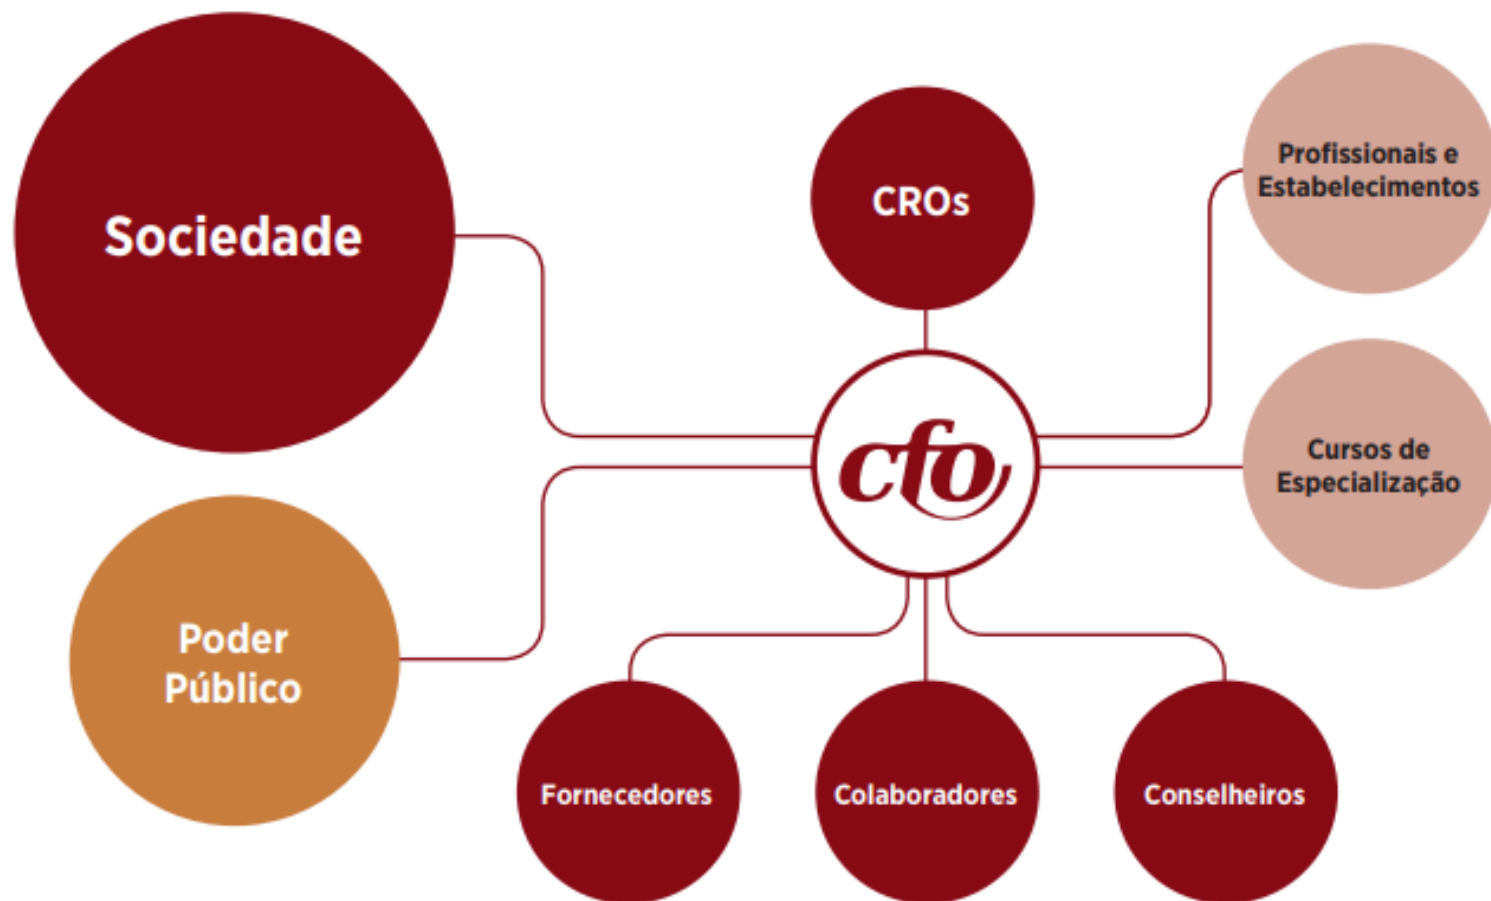 Sociedade
CROs
Profissionais e
Estabelecimentos
cfo
Cursos de
Especialização
Poder
Público
Fornecedores
Colaboradores
Conselheiros